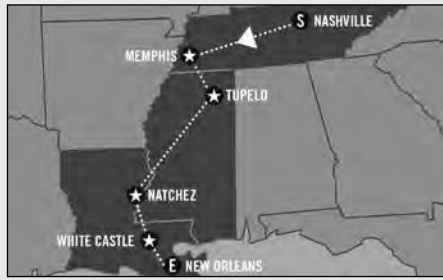 S NASHVILLE
MEMPHIS
TUPELO
NATCHEZ
WHITE CASTLE
E NEW ORLEANS